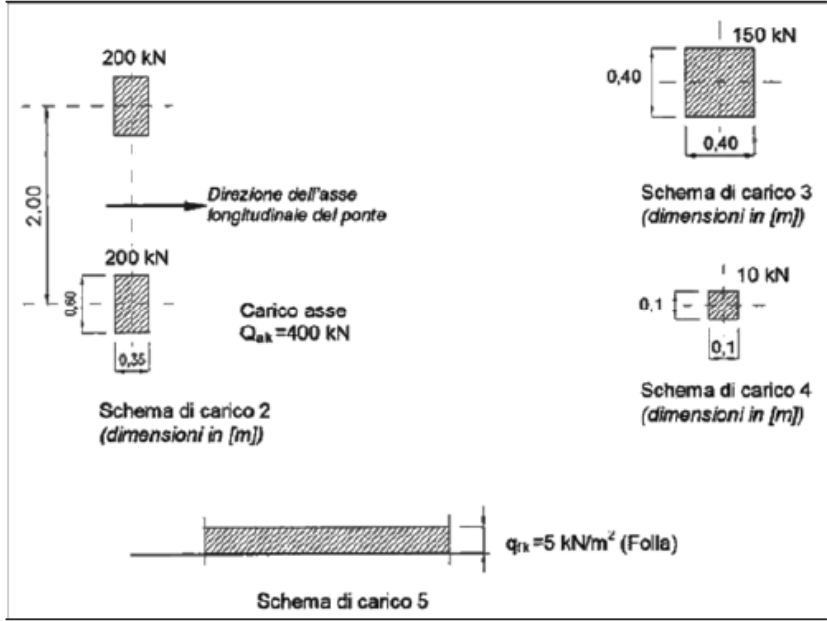 200 kN
2,00
Direzione dell'asse
longitudinale del ponte
200 kN
0,60
0,35
Carico asse
Qak=400 kN
Schema di carico 2
(dimensioni in [m])
150 kN
0,40
0,40
Schema di carico 3
(dimensioni in [m])
10 kN
0,1
0,1
Schema di carico 4
(dimensioni in [m])
qfk=5 kN/m² (Folla)
Schema di carico 5